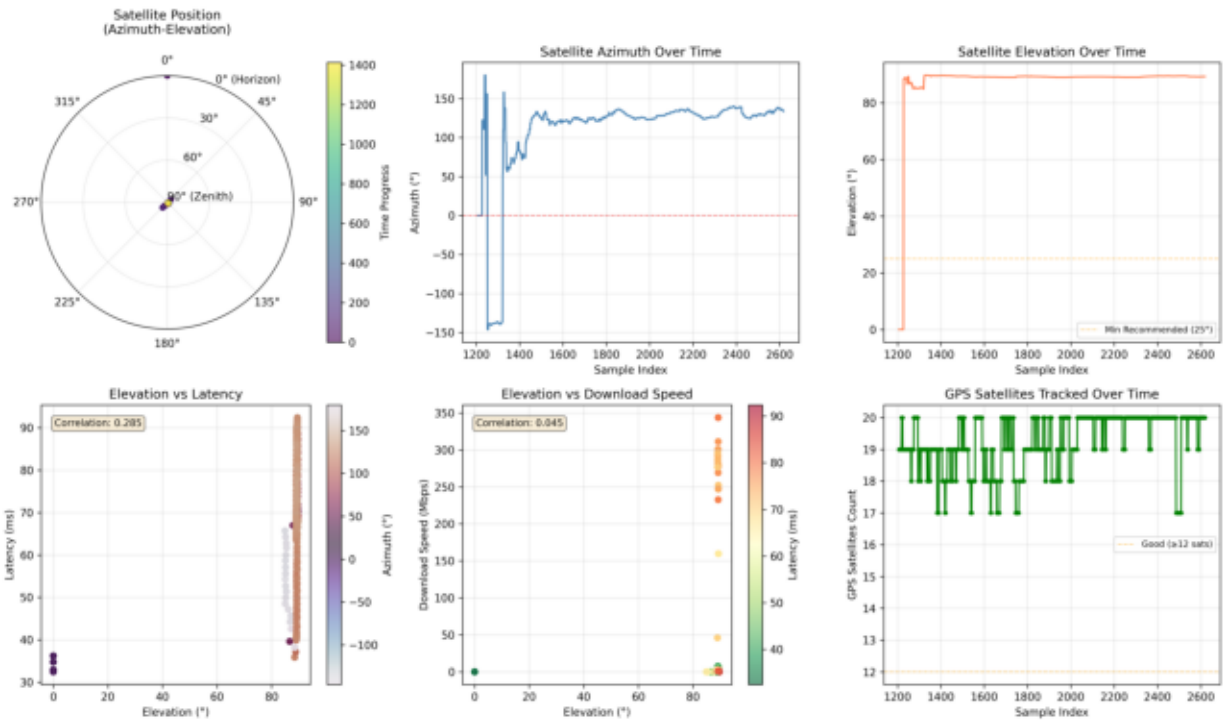 Satellite Position
(Azimuth-Elevation)
0°
0° (Horizon)
45°
30°
60°
90° (Zenith)
90°
135°
180°
225°
270°
315°
1400
1200
1000
800
600
400
200
0
Time Progress
Satellite Azimuth Over Time
Azimuth (°)
150
100
50
0
−50
−100
−150
1200 1400 1600 1800 2000 2200 2400 2600
Sample Index
Satellite Elevation Over Time
Elevation (°)
80
60
40
20
0
Min Recommended (25°)
1200 1400 1600 1800 2000 2200 2400 2600
Sample Index
Elevation vs Latency
Correlation: 0.285
Latency (ms)
90
80
70
60
50
40
30
0 20 40 60 80
Elevation (°)
150
100
50
0
−50
−100
Azimuth (°)
Elevation vs Download Speed
Correlation: 0.045
Download Speed (Mbps)
350
300
250
200
150
100
50
0
0 20 40 60 80
Elevation (°)
90
80
70
60
50
40
Latency (ms)
GPS Satellites Tracked Over Time
GPS Satellites Count
20
19
18
17
16
15
14
13
12
Good (≥12 sats)
1200 1400 1600 1800 2000 2200 2400 2600
Sample Index